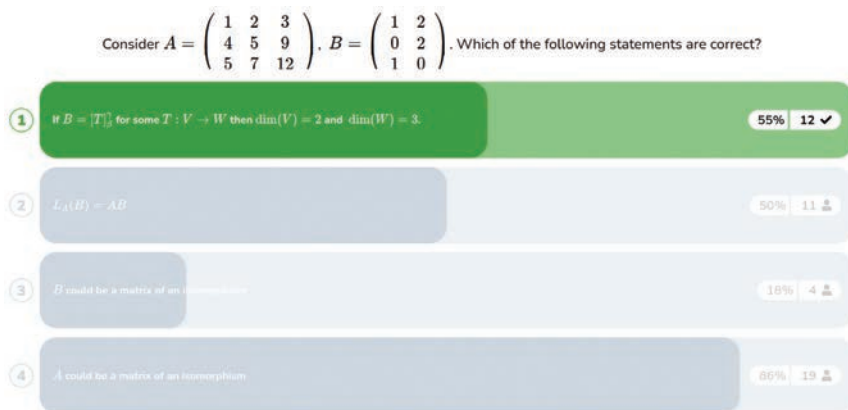 Consider A = ( 1 2 3 4 5 9 5 7 12 ), B = ( 1 2 0 2 1 0 ). Which of the following statements are correct?
1 If B = [T]^γ_β for some T : V → W then dim(V) = 2 and dim(W) = 3. 55% 12
2 L_A(B) = AB 50% 11
3 B could be a matrix of an isomorphism 18% 4
4 A could be a matrix of an isomorphism 86% 19